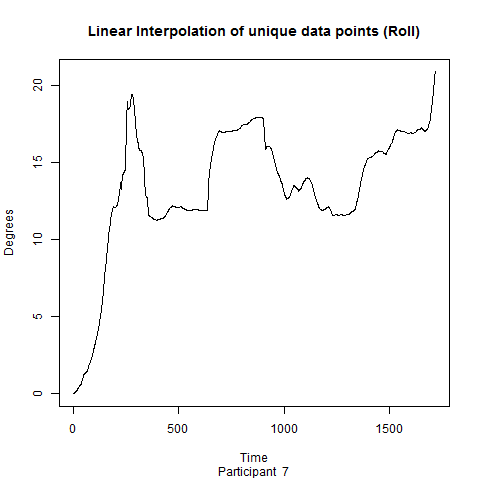 Linear Interpolation of unique data points (Roll)
20
15
10
5
0
Degrees
0 500 1000 1500
Time
Participant 7